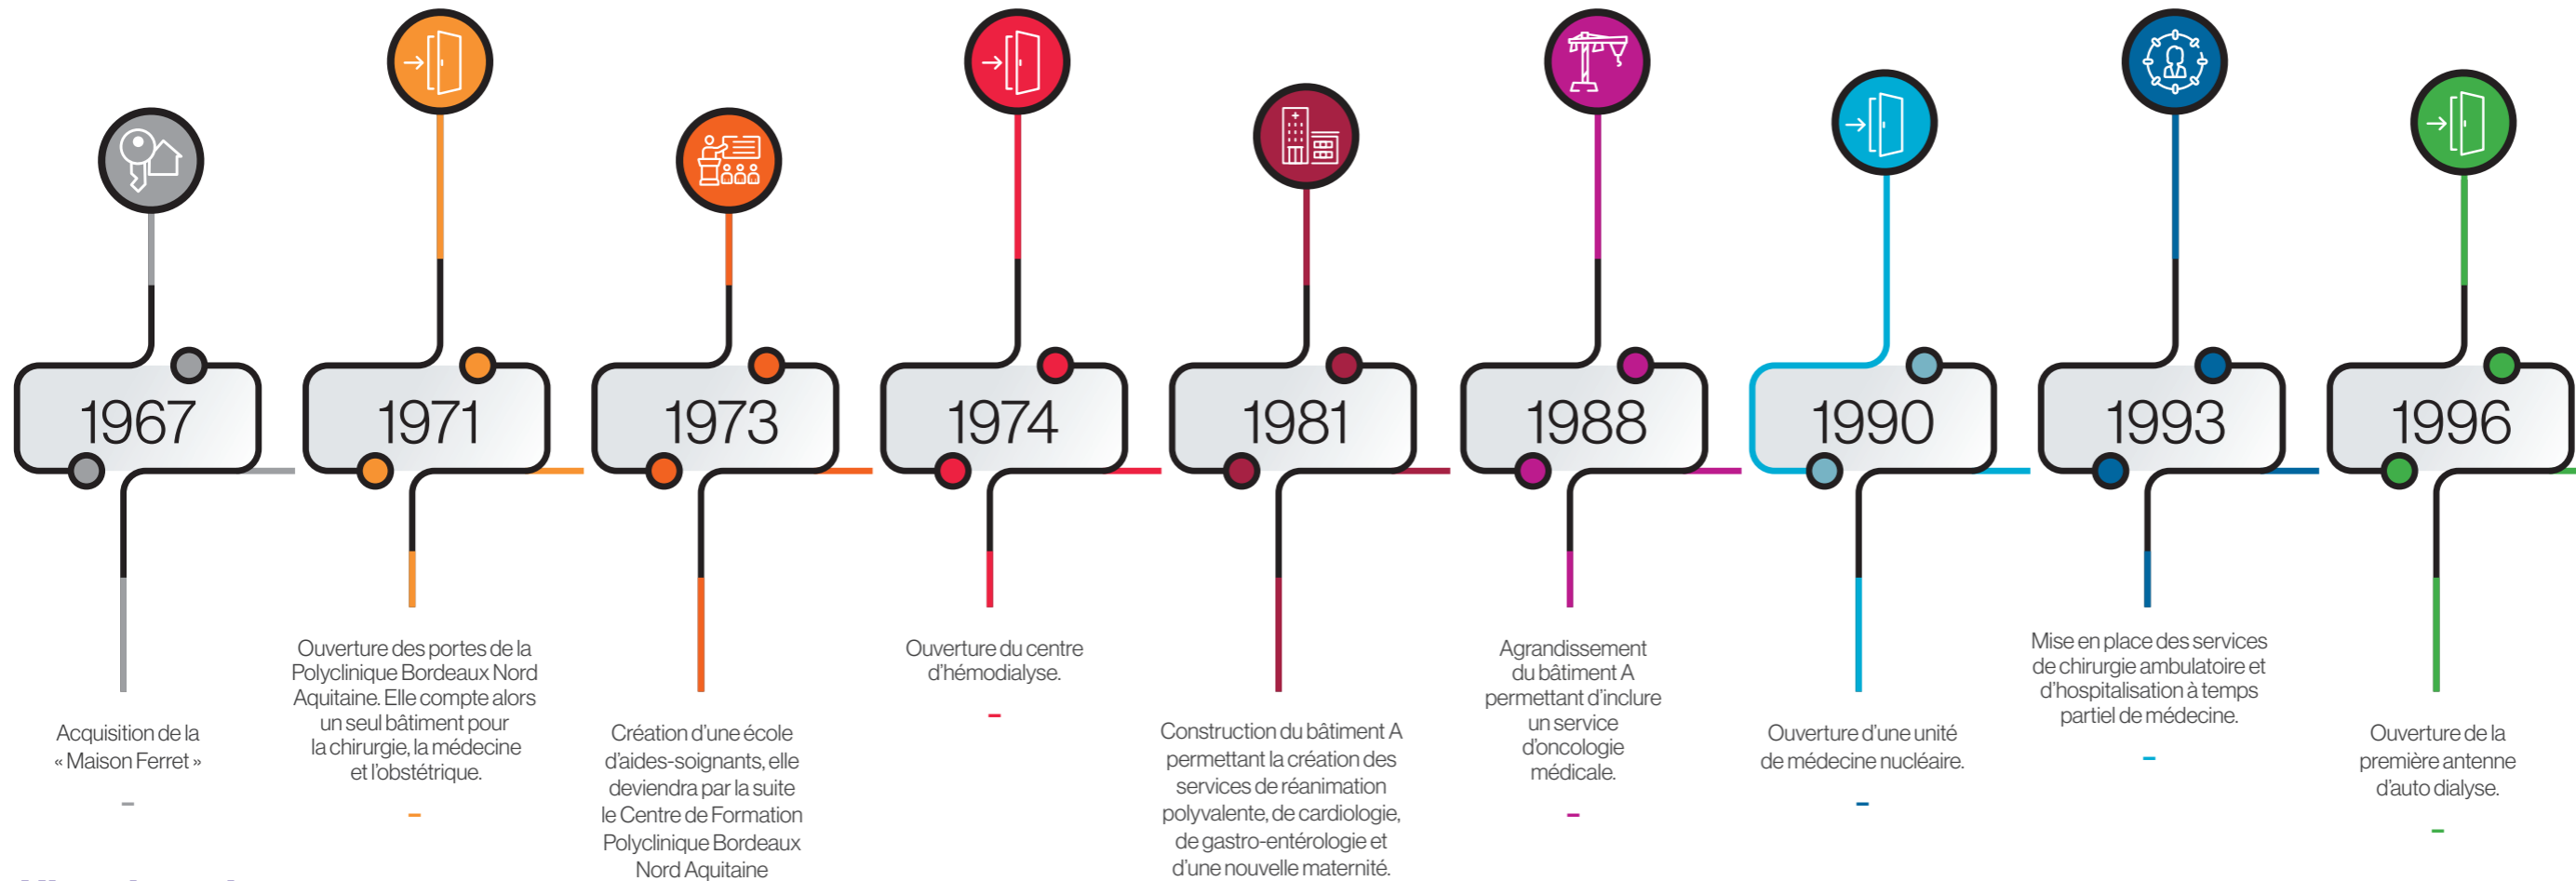 1967
1971
1973
1974
1981
1988
1990
1993
1996
Acquisition de la
« Maison Ferret »
–
Ouverture des portes de la
Polyclinique Bordeaux Nord
Aquitaine. Elle compte alors
un seul bâtiment pour
la chirurgie, la médecine
et l'obstétrique.
–
Création d'une école
d'aides-soignants, elle
deviendra par la suite
le Centre de Formation
Polyclinique Bordeaux
Nord Aquitaine
Ouverture du centre
d'hémodialyse.
–
Construction du bâtiment A
permettant la création des
services de réanimation
polyvalente, de cardiologie,
de gastro-entérologie et
d'une nouvelle maternité.
Agrandissement
du bâtiment A
permettant d'inclure
un service
d'oncologie
médicale.
–
Ouverture d'une unité
de médecine nucléaire.
–
Mise en place des services
de chirurgie ambulatoire et
d'hospitalisation à temps
partiel de médecine.
–
Ouverture de la
première antenne
d'auto dialyse.
–